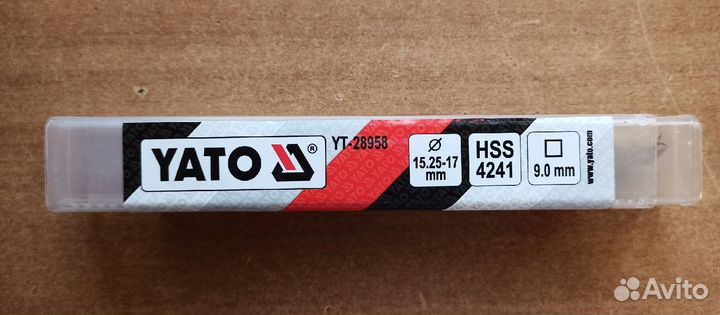 YATO ®
YT-28958
⌀
15.25-17
mm
HSS
4241
9.0 mm
www.yato.com
Avito